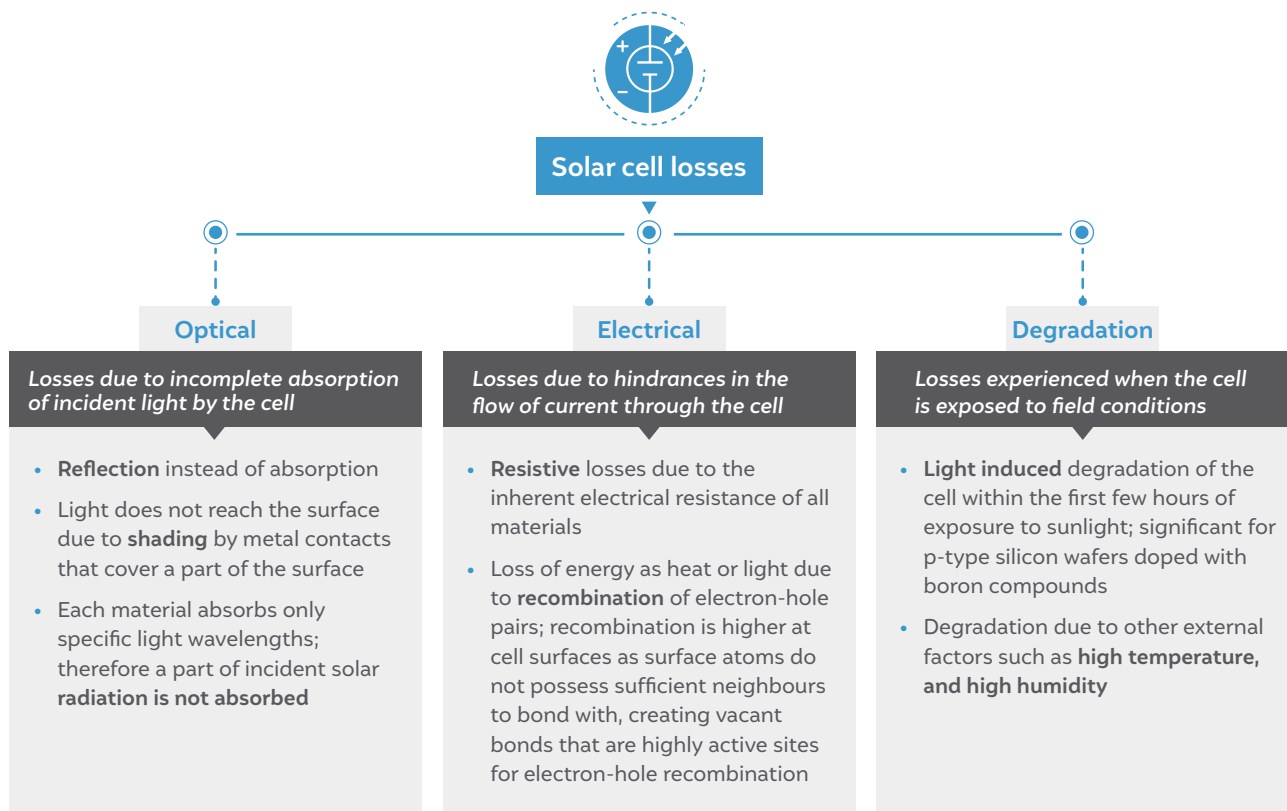 Solar cell losses
Optical
Losses due to incomplete absorption
of incident light by the cell
• Reflection instead of absorption
• Light does not reach the surface
due to shading by metal contacts
that cover a part of the surface
• Each material absorbs only
specific light wavelengths;
therefore a part of incident solar
radiation is not absorbed
Electrical
Losses due to hindrances in the
flow of current through the cell
• Resistive losses due to the
inherent electrical resistance of all
materials
• Loss of energy as heat or light due
to recombination of electron-hole
pairs; recombination is higher at
cell surfaces as surface atoms do
not possess sufficient neighbours
to bond with, creating vacant
bonds that are highly active sites
for electron-hole recombination
Degradation
Losses experienced when the cell
is exposed to field conditions
• Light induced degradation of the
cell within the first few hours of
exposure to sunlight; significant for
p-type silicon wafers doped with
boron compounds
• Degradation due to other external
factors such as high temperature,
and high humidity